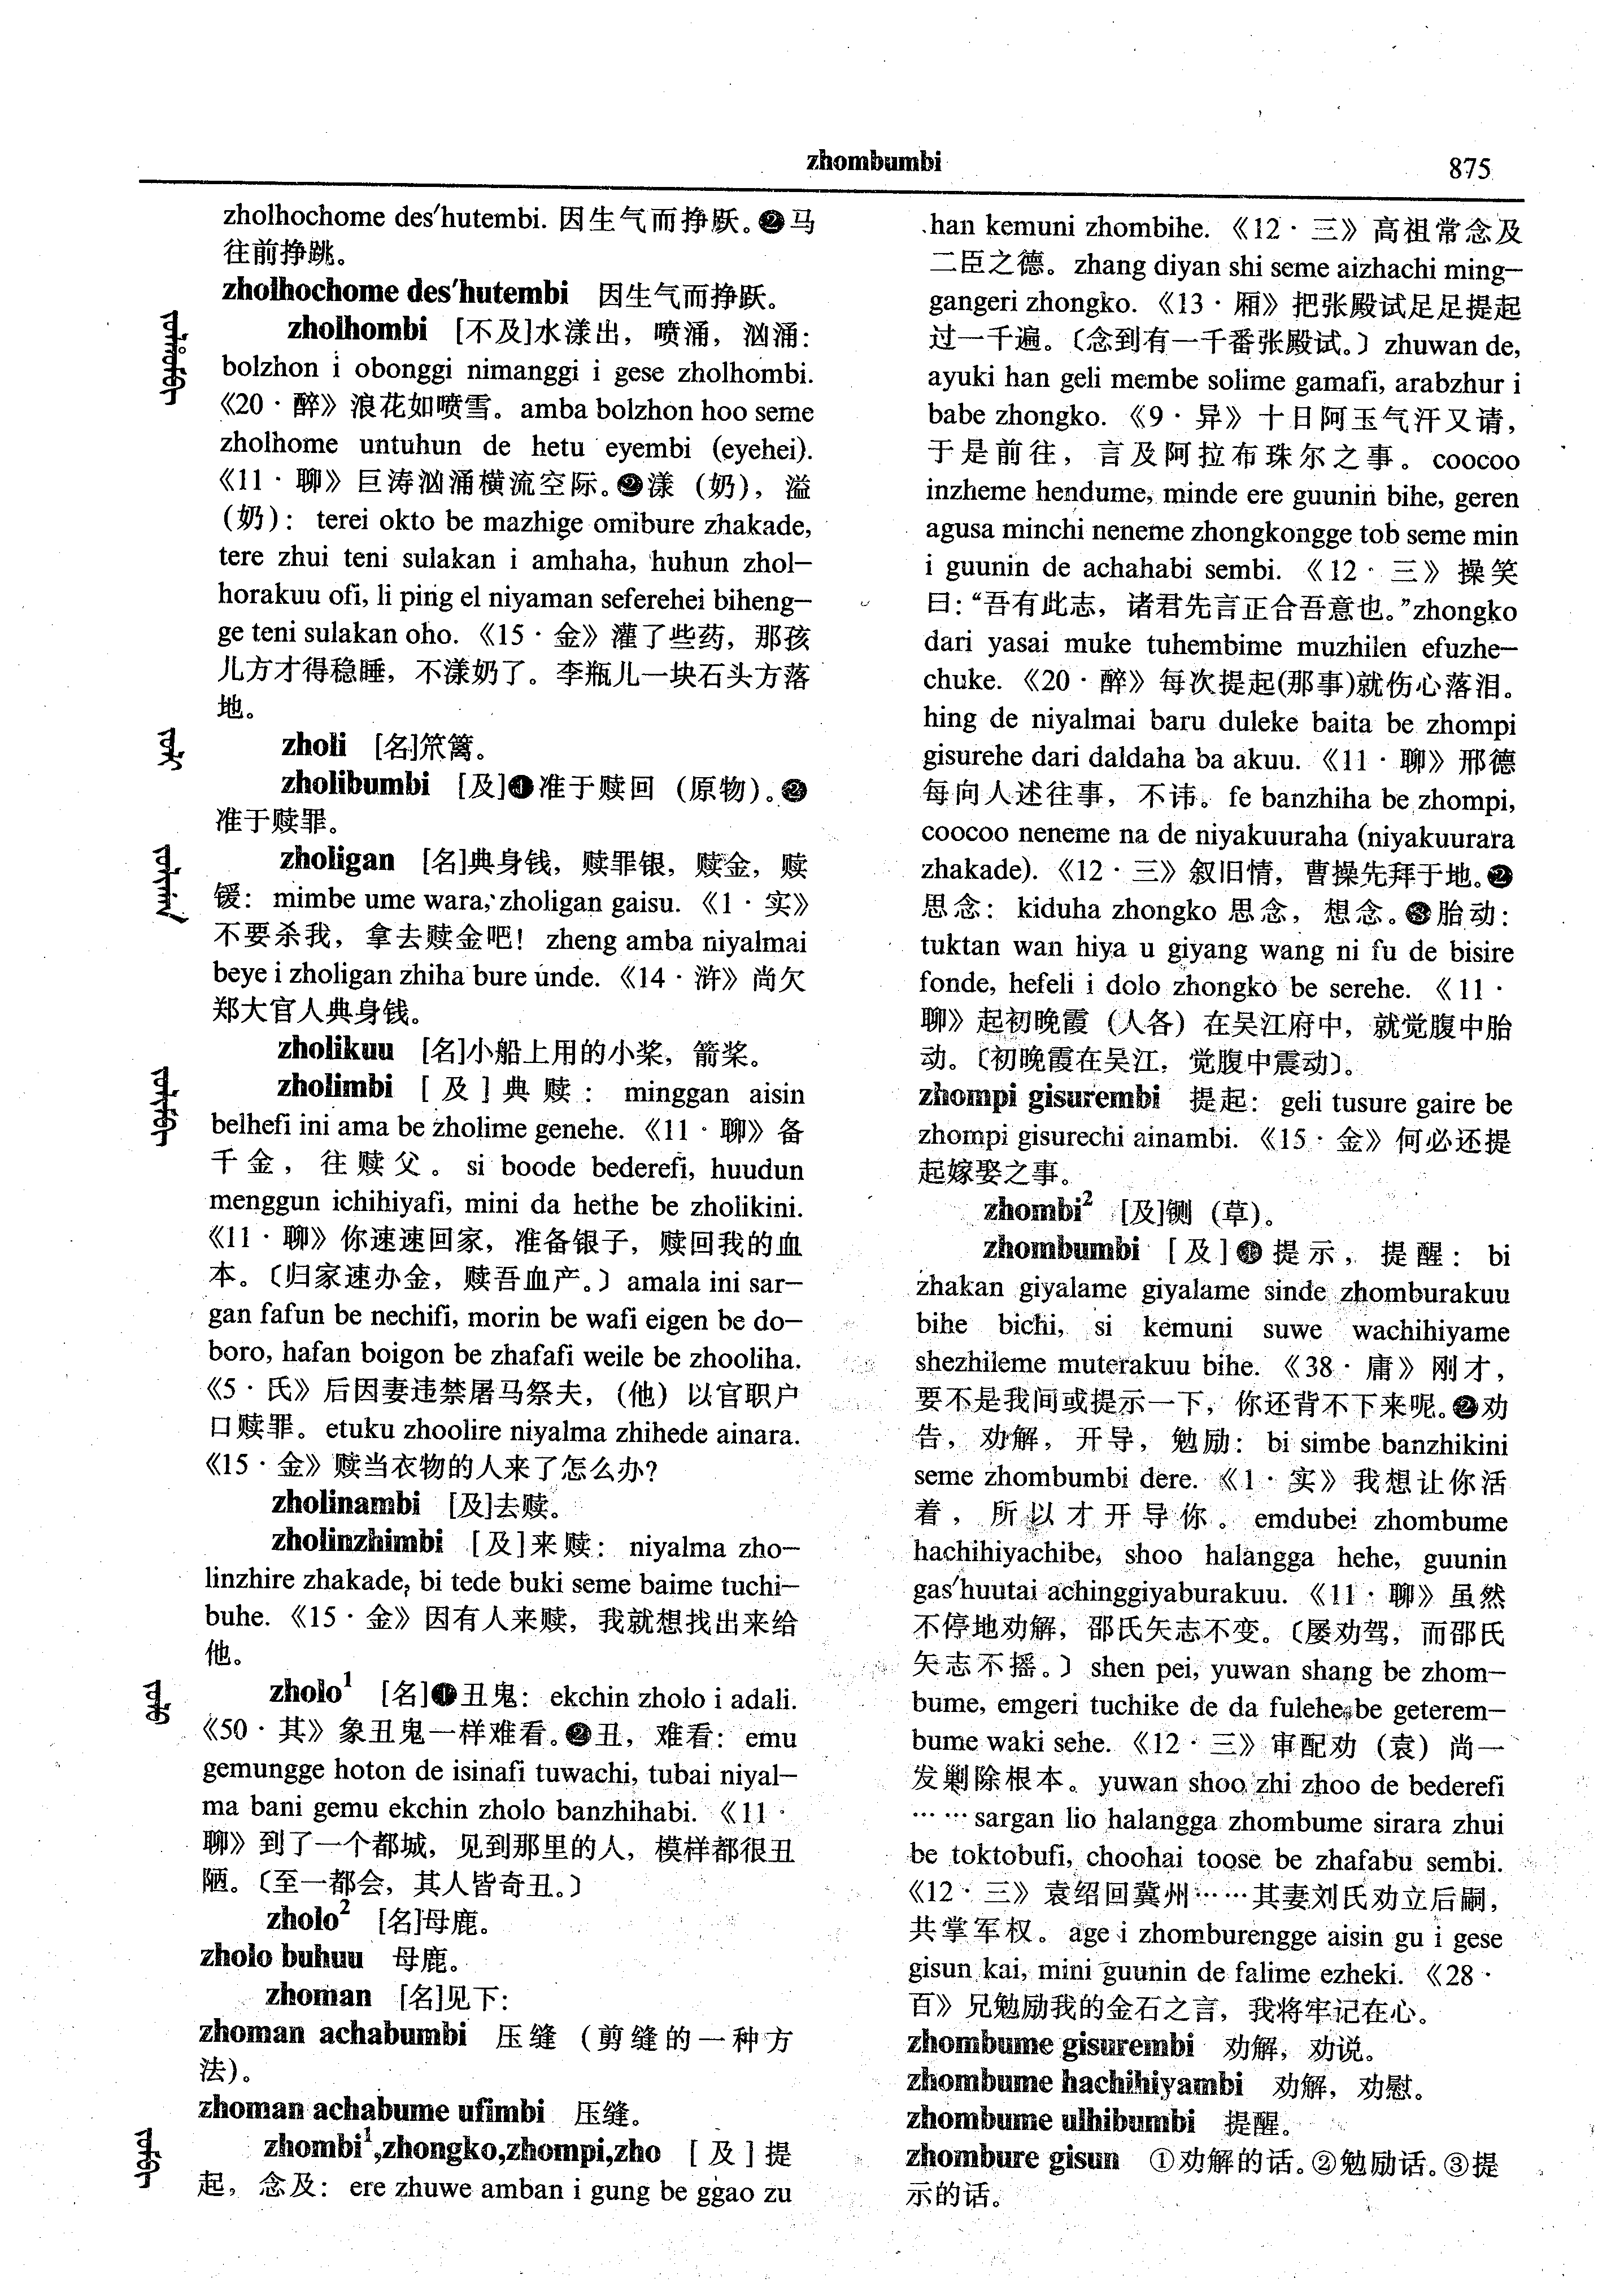 zhombumbi
875
zholhochome des'hutembi. 因生气而挣跃。❷马
往前挣跳。
zholhochome des'hutembi 因生气而挣跃。
zholhombi [不及]水漾出，喷涌，汹涌：
bolzhon i obonggi nimanggi i gese zholhombi.
《20·醉》浪花如喷雪。amba bolzhon hoo seme
zholhome untuhun de hetu eyembi (eyehei).
《11·聊》巨涛汹涌横流空际。❷漾（奶），溢
（奶）：terei okto be mazhige omibure zhakade,
tere zhui teni sulakan i amhaha, huhun zhol—
horakuu ofi, li ping el niyaman seferehei biheng—
ge teni sulakan oho.《15·金》灌了些药，那孩
儿方才得稳睡，不漾奶了。李瓶儿一块石头方落
地。
zholi [名]笊篱。
zholibumbi [及]❶准于赎回（原物）。❷
准于赎罪。
zholigan [名]典身钱，赎罪银，赎金，赎
锾：mimbe ume wara, zholigan gaisu.《1·实》
不要杀我，拿去赎金吧！zheng amba niyalmai
beye i zholigan zhiha bure unde.《14·浒》尚欠
郑大官人典身钱。
zholikuu [名]小船上用的小桨，箭桨。
zholimbi [及]典赎：minggan aisin
belhefi ini ama be zholime genehe.《11·聊》备
千金，往赎父。si boode bederefi, huudun
menggun ichihiyafi, mini da hethe be zholikini.
《11·聊》你速速回家，准备银子，赎回我的血
本。〔归家速办金，赎吾血产。〕amala ini sar—
gan fafun be nechifi, morin be wafi eigen be do—
boro, hafan boigon be zhafafi weile be zhooliha.
《5·氏》后因妻违禁屠马祭夫，（他）以官职户
口赎罪。etuku zhoolire niyalma zhihede ainara.
《15·金》赎当衣物的人来了怎么办？
zholinambi [及]去赎。
zholinzhimbi [及]来赎：niyalma zho—
linzhire zhakade, bi tede buki seme baime tuchi—
buhe.《15·金》因有人来赎，我就想找出来给
他。
zholo¹ [名]❶丑鬼：ekchin zholo i adali.
《50·其》象丑鬼一样难看。❷丑，难看：emu
gemungge hoton de isinafi tuwachi, tubai niyal—
ma bani gemu ekchin zholo banzhihabi.《11·
聊》到了一个都城，见到那里的人，模样都很丑
陋。〔至一都会，其人皆奇丑。〕
zholo² [名]母鹿。
zholo buhuu 母鹿。
zhoman [名]见下：
zhoman achabumbi 压缝（剪缝的一种方
法）。
zhoman achabume ufimbi 压缝。
zhombi¹,zhongko,zhompi,zho [及]提
起，念及：ere zhuwe amban i gung be ggao zu
han kemuni zhombihe.《12·三》高祖常念及
二臣之德。zhang diyan shi seme aizhachi ming—
gangeri zhongko.《13·厢》把张殿试足足提起
过一千遍。〔念到有一千番张殿试。〕zhuwan de,
ayuki han geli membe solime gamafi, arabzhur i
babe zhongko.《9·异》十日阿玉气汗又请，
于是前往，言及阿拉布珠尔之事。coocoo
inzheme hendume, minde ere guunin bihe, geren
agusa minchi neneme zhongkongge tob seme min
i guunin de achahabi sembi.《12·三》操笑
曰：“吾有此志，诸君先言正合吾意也。”zhongko
dari yasai muke tuhembime muzhilen efuzhe—
chuke.《20·醉》每次提起(那事)就伤心落泪。
hing de niyalmai baru duleke baita be zhompi
gisurehe dari daldaha ba akuu.《11·聊》邢德
每向人述往事，不讳。fe banzhiha be zhompi,
coocoo neneme na de niyakuuraha (niyakuurara
zhakade).《12·三》叙旧情，曹操先拜于地。❷
思念：kiduha zhongko 思念，想念。❸胎动：
tuktan wan hiya u giyang wang ni fu de bisire
fonde, hefeli i dolo zhongko be serehe.《11·
聊》起初晚霞（人各）在吴江府中，就觉腹中胎
动。〔初晚霞在吴江，觉腹中震动〕。
zhompi gisurembi 提起：geli tusure gaire be
zhompi gisurechi ainambi.《15·金》何必还提
起嫁娶之事。
zhombi² [及]铡（草）。
zhombumbi [及]❶提示，提醒：bi
zhakan giyalame giyalame sinde zhomburakuu
bihe bichi, si kemuni suwe wachihiyame
shezhileme muterakuu bihe.《38·庸》刚才，
要不是我间或提示一下，你还背不下来呢。❷劝
告，劝解，开导，勉励：bi simbe banzhikini
seme zhombumbi dere.《1·实》我想让你活
着，所以才开导你。emdubei zhombume
hachihiyachibe, shoo halangga hehe, guunin
gas'huutai achinggiyaburakuu.《11·聊》虽然
不停地劝解，邵氏矢志不变。〔屡劝驾，而邵氏
矢志不摇。〕shen pei, yuwan shang be zhom—
bume, emgeri tuchike de da fulehe be geterem—
bume waki sehe.《12·三》审配劝（袁）尚一
发剿除根本。yuwan shoo zhi zhoo de bederefi
……sargan lio halangga zhombume sirara zhui
be toktobufi, choohai toose be zhafabu sembi.
《12·三》袁绍回冀州……其妻刘氏劝立后嗣，
共掌军权。age i zhomburengge aisin gu i gese
gisun kai, mini guunin de falime ezheki.《28·
百》兄勉励我的金石之言，我将牢记在心。
zhombume gisurembi 劝解，劝说。
zhombume hachihiyambi 劝解，劝慰。
zhombume ulhibumbi 提醒。
zhombure gisun ①劝解的话。②勉励话。③提
示的话。